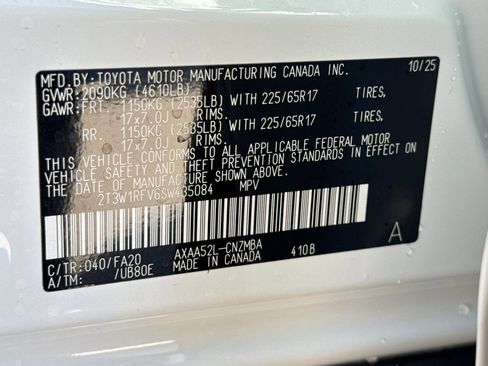 MFD.BY:TOYOTA MOTOR MANUFACTURING CANADA INC. 10/25
GVWR:2090KG (4610LB)
GAWR:FRT. 1150KG (2535LB) WITH 225/65R17 TIRES,
17x7.0J RIMS.
RR. 1150KG (2535LB) WITH 225/65R17 TIRES,
17x7.0J RIMS.
THIS VEHICLE CONFORMS TO ALL APPLICABLE FEDERAL MOTOR
VEHICLE SAFETY AND THEFT PREVENTION STANDARDS IN EFFECT ON
THE DATE OF MANUFACTURE SHOWN ABOVE.
2T3W1RFV6SW435084 MPV
C/TR:040/FA20 AXAA52L-CNZMBA 410B A
A/TM: /UB80E MADE IN CANADA